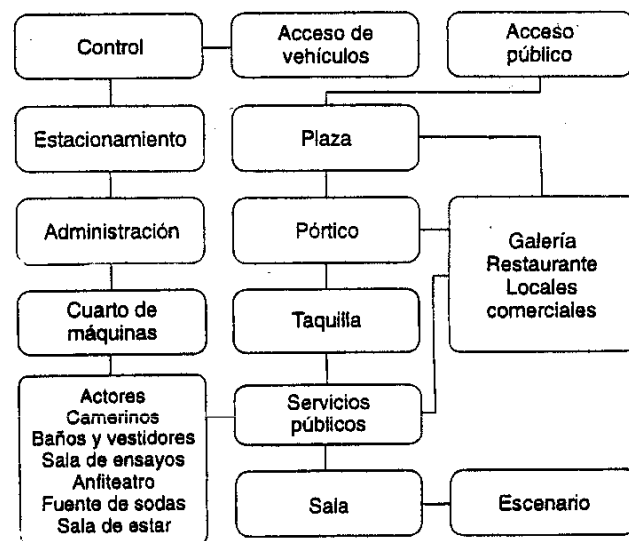 Control
Acceso de
vehículos
Acceso
público
Estacionamiento
Plaza
Administración
Pórtico
Galería
Restaurante
Locales
comerciales
Cuarto de
máquinas
Taquilla
Actores
Camerinos
Baños y vestidores
Sala de ensayos
Anfiteatro
Fuente de sodas
Sala de estar
Servicios
públicos
Sala
Escenario